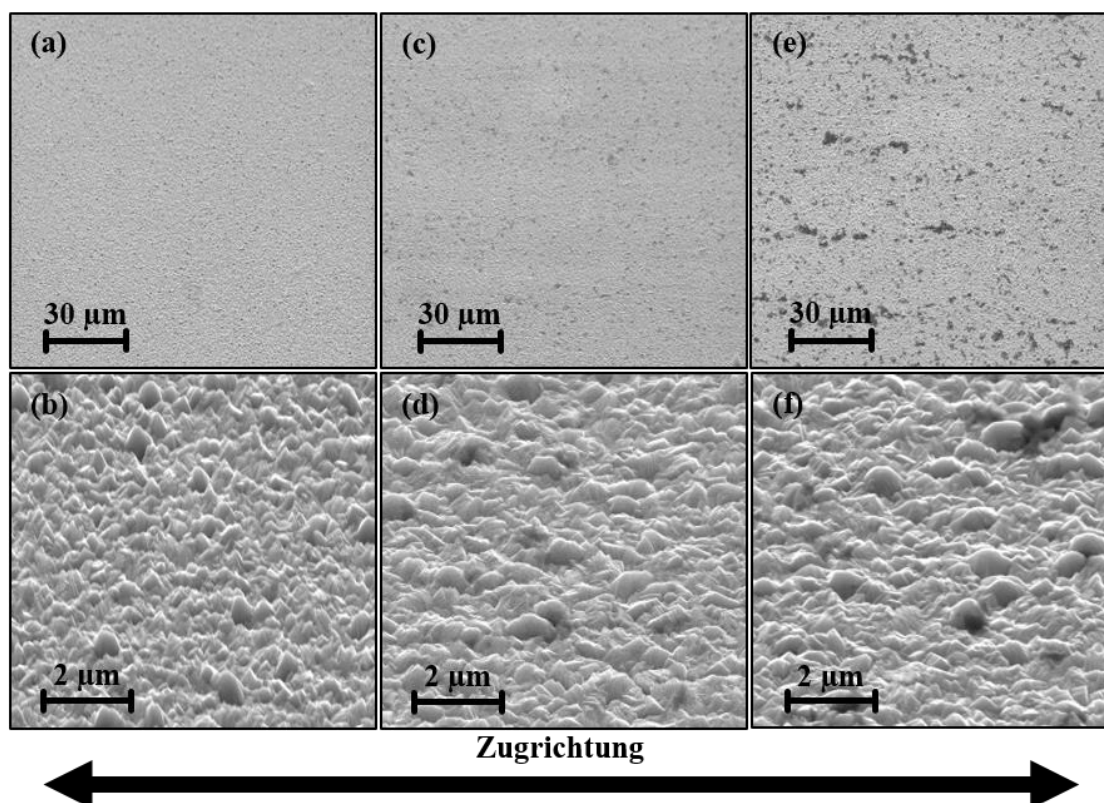 (a)
(c)
(e)
30 µm
30 µm
30 µm
(b)
(d)
(f)
2 µm
2 µm
2 µm
Zugrichtung